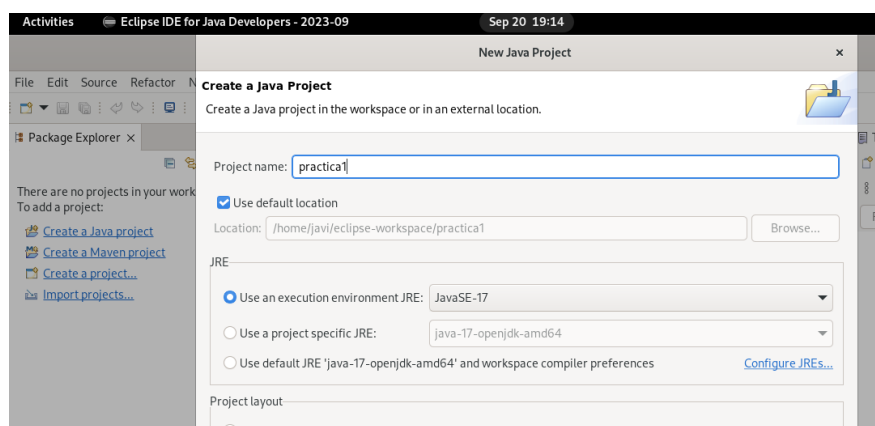 Activities Eclipse IDE for Java Developers - 2023-09 Sep 20 19:14
New Java Project ×
File Edit Source Refactor N
Create a Java Project
Create a Java project in the workspace or in an external location.
Package Explorer ×
Project name: practica1
There are no projects in your work
To add a project:
Create a Java project
Create a Maven project
Create a project...
Import projects...
Use default location
Location: /home/javi/eclipse-workspace/practica1 Browse...
JRE
Use an execution environment JRE: JavaSE-17
Use a project specific JRE: java-17-openjdk-amd64
Use default JRE 'java-17-openjdk-amd64' and workspace compiler preferences Configure JREs...
Project layout